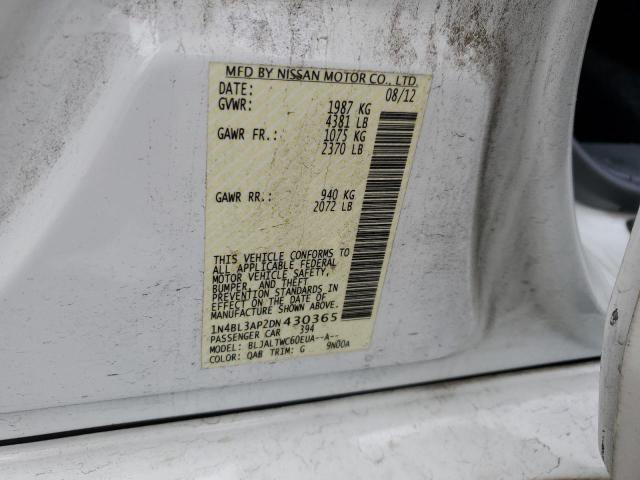 MFD BY NISSAN MOTOR CO., LTD.
DATE: 08/12
GVWR: 1987 KG
4381 LB
GAWR FR.: 1075 KG
2370 LB
GAWR RR.: 940 KG
2072 LB
THIS VEHICLE CONFORMS TO
ALL APPLICABLE FEDERAL
MOTOR VEHICLE SAFETY,
BUMPER, AND THEFT
PREVENTION STANDARDS IN
EFFECT ON THE DATE OF
MANUFACTURE SHOWN ABOVE.
1N4BL3AP2DN430365
PASSENGER CAR 394
MODEL: BLJALTWC60EUA--A--
COLOR: QAB TRIM: G 9N00A